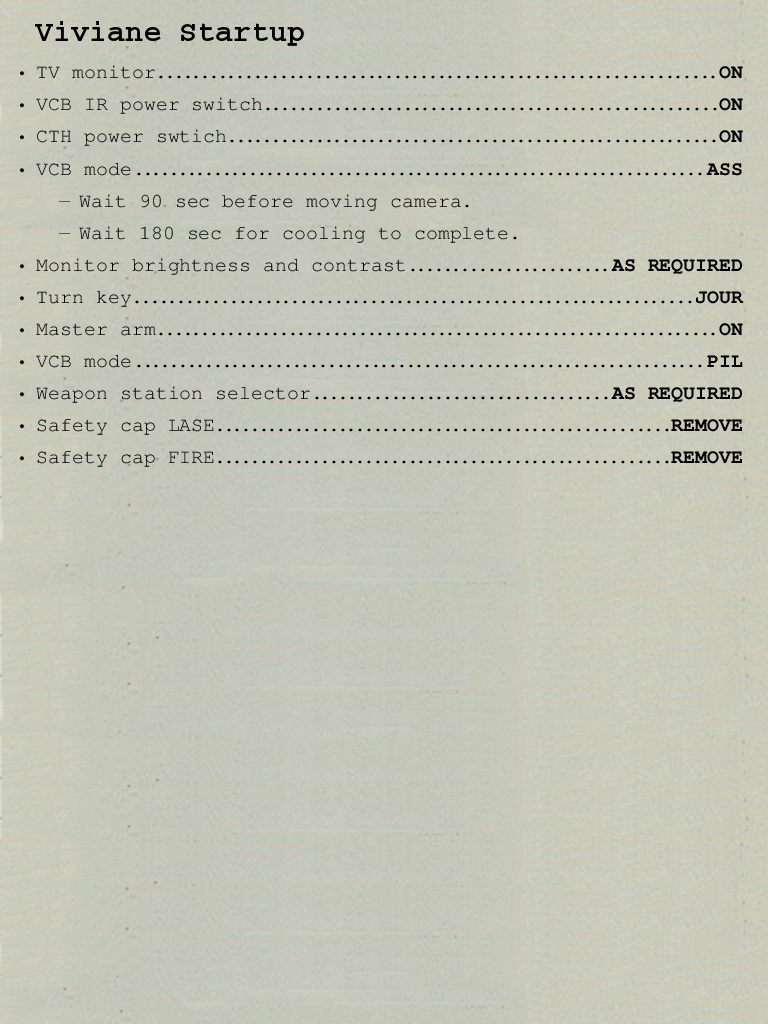 Viviane Startup
• TV monitor...............................................................ON
• VCB IR power switch......................................................ON
• CTH power swtich.........................................................ON
• VCB mode................................................................ASS
— Wait 90 sec before moving camera.
— Wait 180 sec for cooling to complete.
• Monitor brightness and contrast......................AS REQUIRED
• Turn key...............................................................JOUR
• Master arm...............................................................ON
• VCB mode................................................................PIL
• Weapon station selector.................................AS REQUIRED
• Safety cap LASE......................................................REMOVE
• Safety cap FIRE......................................................REMOVE